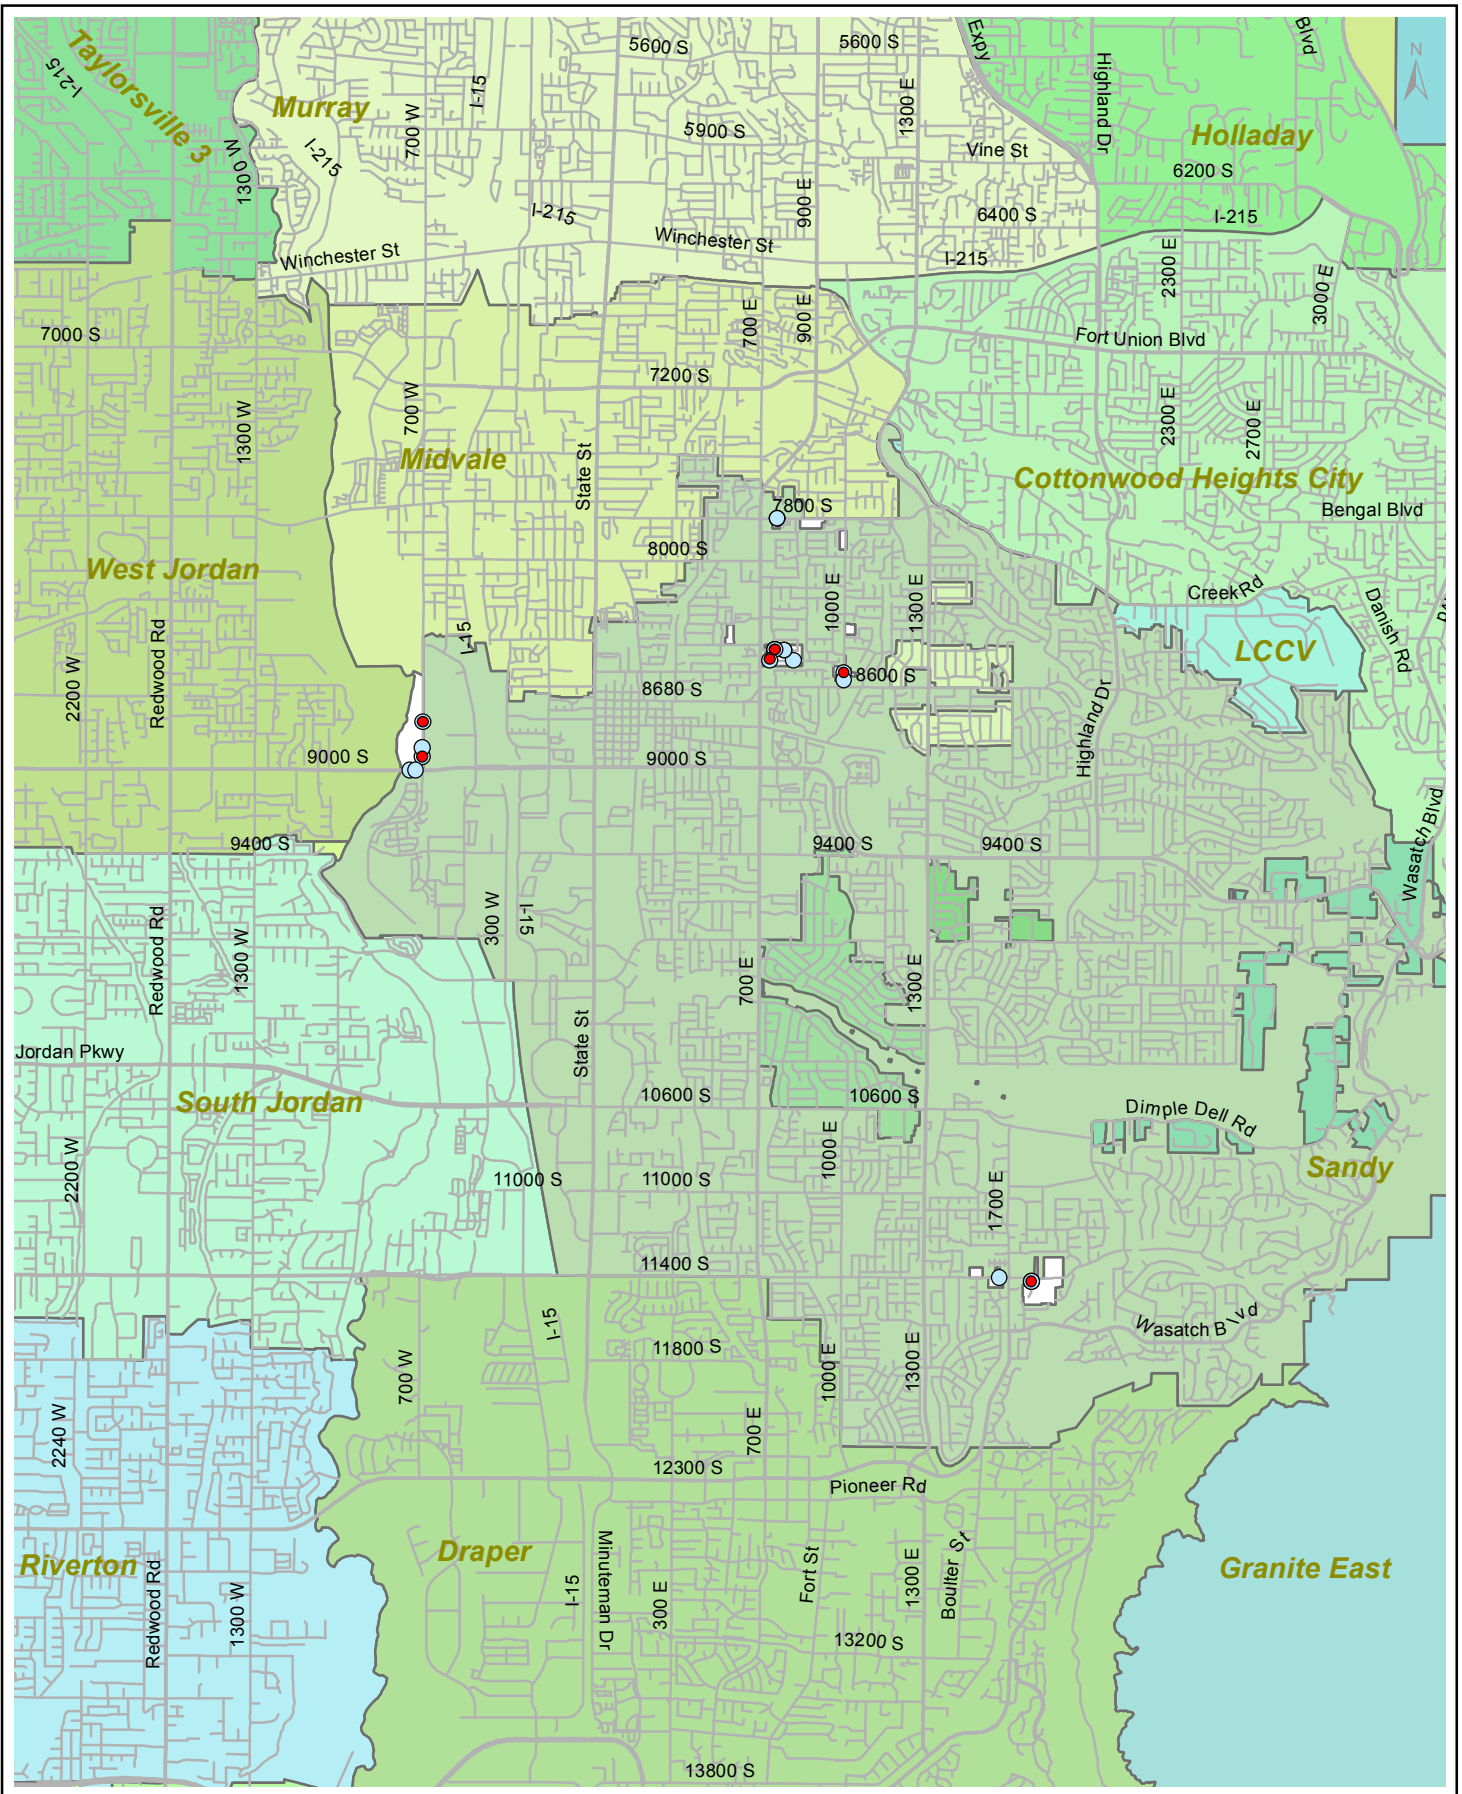 5600 S
5600 S
Expy
Blvd
N
Taylorsville 3
I-215
Murray
I-15
1300 E
Highland Dr
700 W
5900 S
Holladay
I-215
1300 W
Vine St
6200 S
900 E
I-215
6400 S
I-215
Winchester St
Winchester St
I-215
2300 E
3000 E
7000 S
700 E
900 E
Fort Union Blvd
7200 S
700 W
1300 W
2300 E
2700 E
Midvale
State St
Cottonwood Heights City
7800 S
Bengal Blvd
8000 S
West Jordan
1000 E
1300 E
Creek Rd
Danish Rd
I-15
Redwood Rd
2200 W
LCCV
8600 S
8680 S
Highland Dr
9000 S
9000 S
Wasatch Blvd
9400 S
9400 S
9400 S
300 W
I-15
Redwood Rd
1300 W
700 E
1300 E
State St
Jordan Pkwy
South Jordan
10600 S
10600 S
Dimple Dell Rd
2200 W
1000 E
Sandy
11000 S
11000 S
1700 E
11400 S
I-15
Wasatch Blvd
11800 S
700 W
1000 E
1300 E
2240 W
700 E
12300 S
Pioneer Rd
Riverton
Draper
Granite East
Redwood Rd
1300 W
I-15
Minuteman Dr
300 E
Fort St
1300 E
Boulter St
13200 S
13800 S